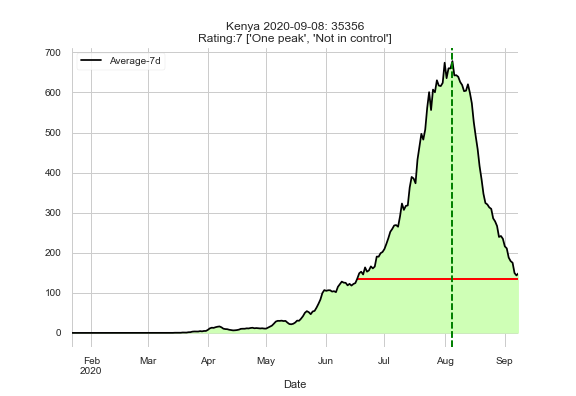 Kenya 2020-09-08: 35356
Rating:7 ['One peak', 'Not in control']
Average-7d
700
600
500
400
300
200
100
0
Feb Mar Apr May Jun Jul Aug Sep
2020
Date